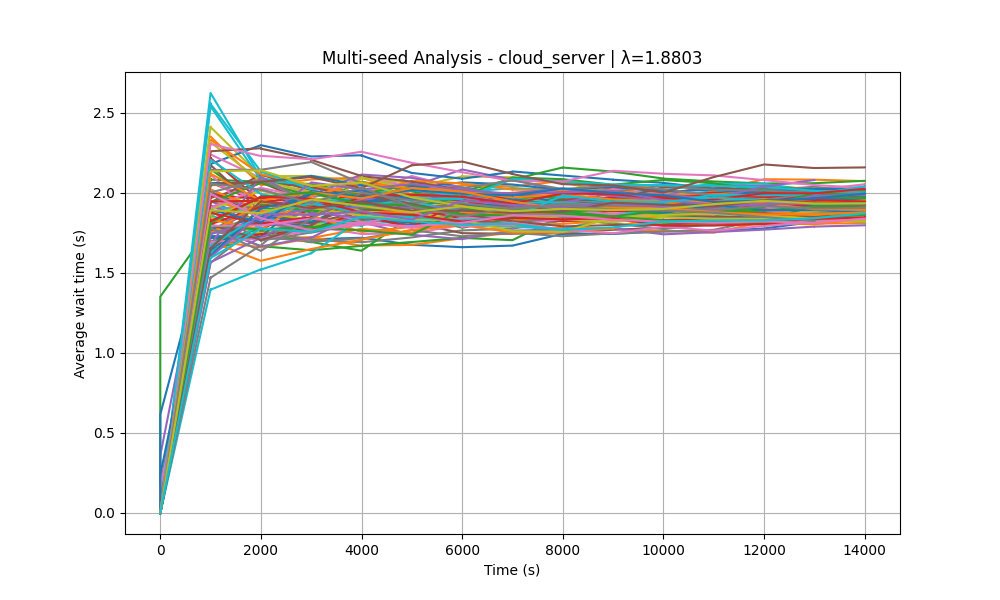 Multi-seed Analysis - cloud_server | λ=1.8803
Average wait time (s)
2.5
2.0
1.5
1.0
0.5
0.0
0 2000 4000 6000 8000 10000 12000 14000
Time (s)